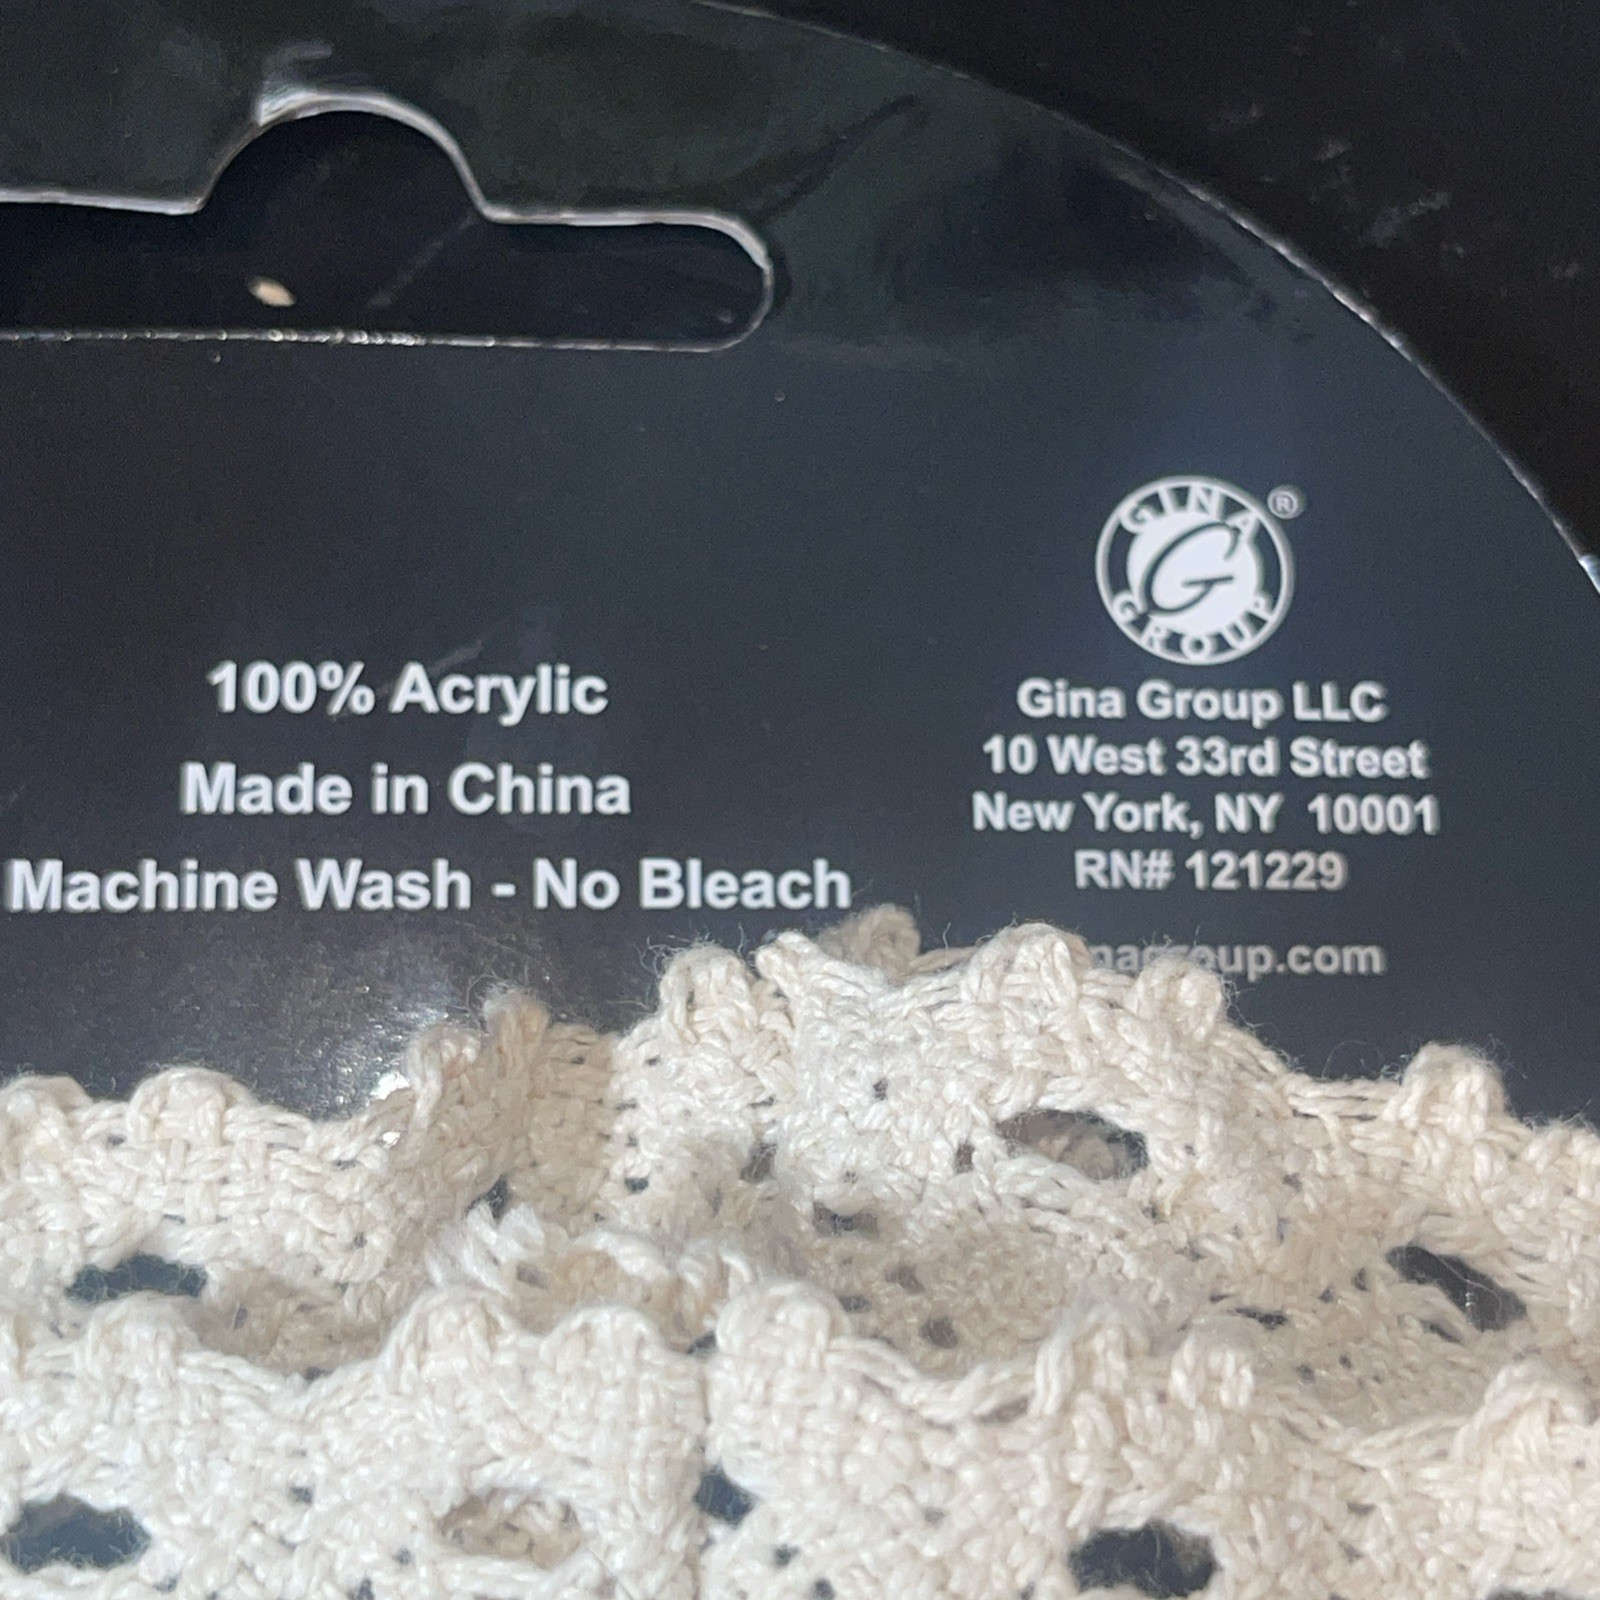 GINA
G
GROUP
®
100% Acrylic
Made in China
Machine Wash - No Bleach
Gina Group LLC
10 West 33rd Street
New York, NY 10001
RN# 121229